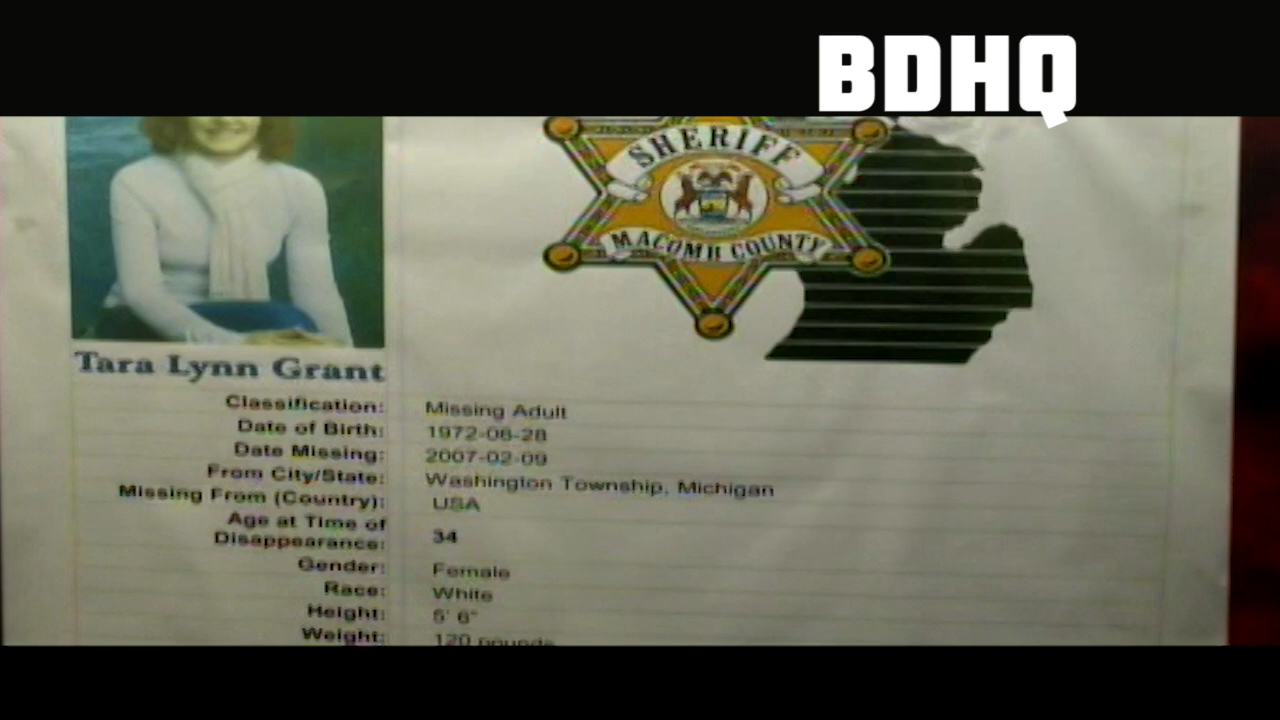 BDHQ
SHERIFF
MACOMB COUNTY
Tara Lynn Grant
Classification: Missing Adult
Date of Birth: 1972-06-28
Date Missing: 2007-02-09
From City/State: Washington Township, Michigan
Missing From (Country): USA
Age at Time of
Disappearance: 34
Gender: Female
Race: White
Height: 5' 6"
Weight: 120 pounds